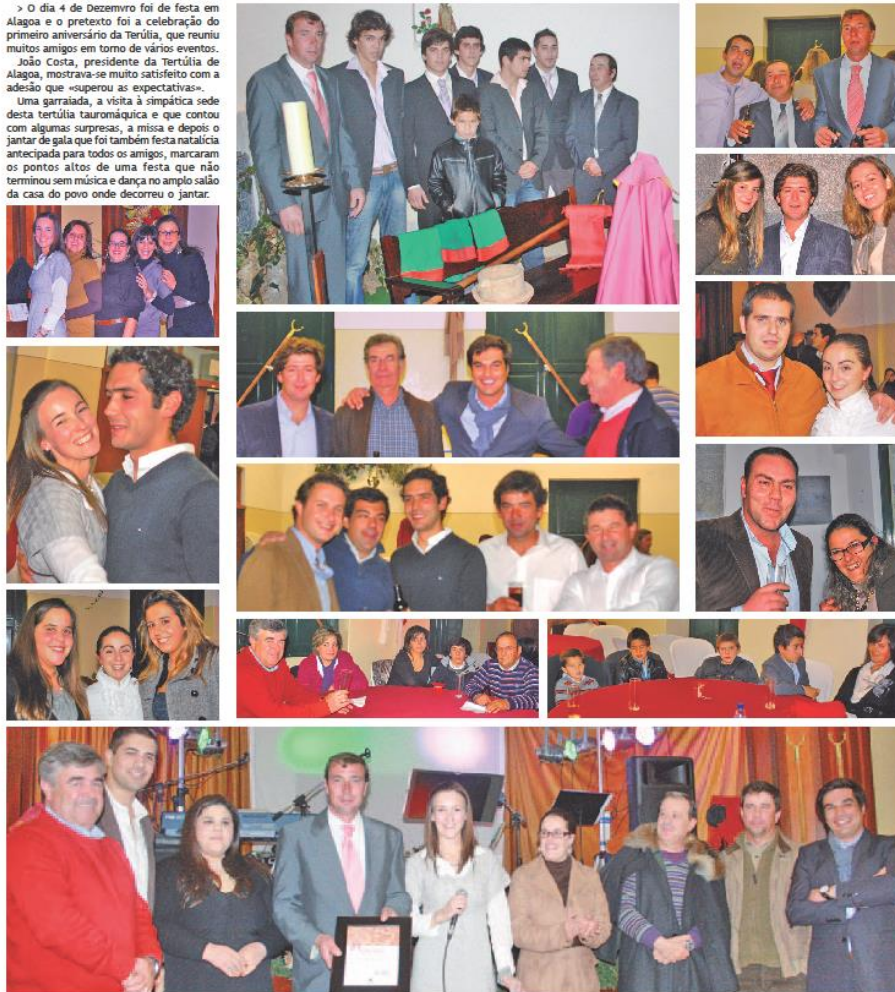 > O dia 4 de Dezemvro foi de festa em
Alagoa e o pretexto foi a celebração do
primeiro aniversário da Terúlia, que reuniu
muitos amigos em torno de vários eventos.
João Costa, presidente da Tertúlia de
Alagoa, mostrava-se muito satisfeito com a
adesão que «superou as expectativas».
Uma garraiada, a visita à simpática sede
desta tertúlia tauromáquica e que contou
com algumas surpresas, a missa e depois o
jantar de gala que foi também festa natalícia
antecipada para todos os amigos, marcaram
os pontos altos de uma festa que não
terminou sem música e dança no amplo salão
da casa do povo onde decorreu o jantar.